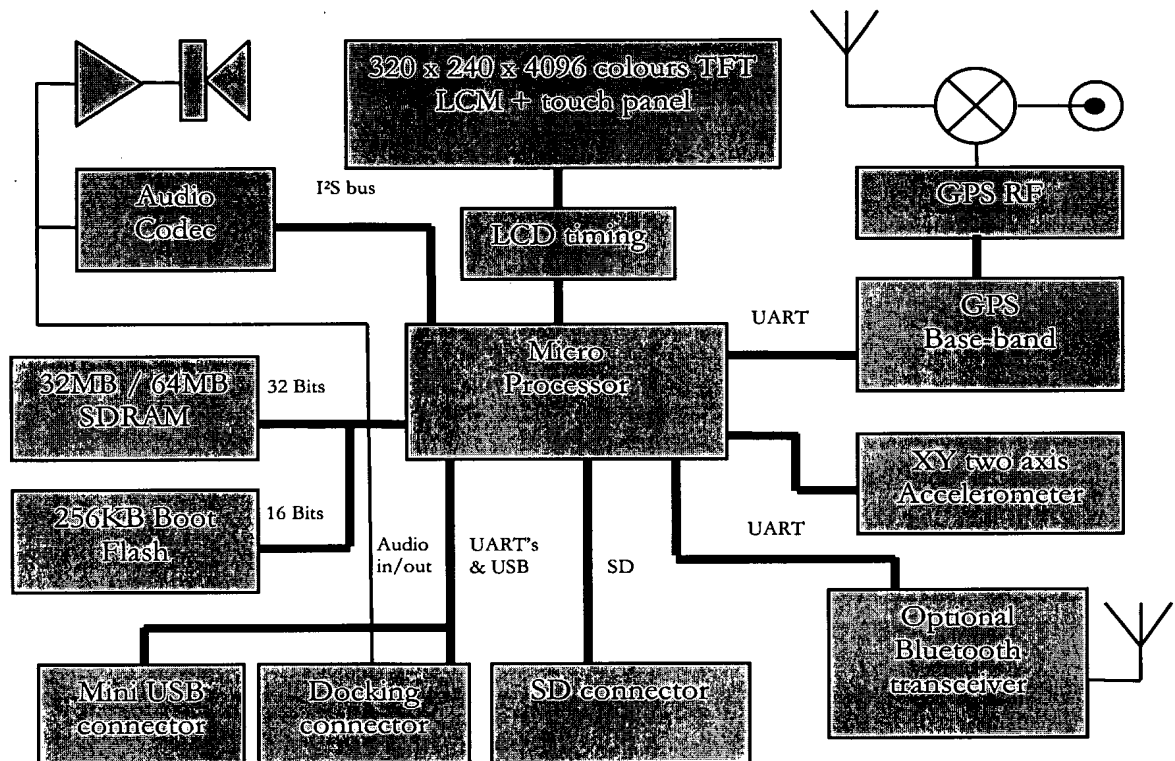 320 x 240 x 4096 colours TFT
LCM + touch panel
Audio
Codec
I²S bus
LCD timing
GPS RF
GPS
Base-band
UART
Micro
Processor
32MB / 64MB
SDRAM
32 Bits
XY two axis
Accelerometer
256KB Boot
Flash
16 Bits
Audio
in/out
UART's
& USB
SD
UART
Optional
Bluetooth
transceiver
Mini USB
connector
Docking
connector
SD connector